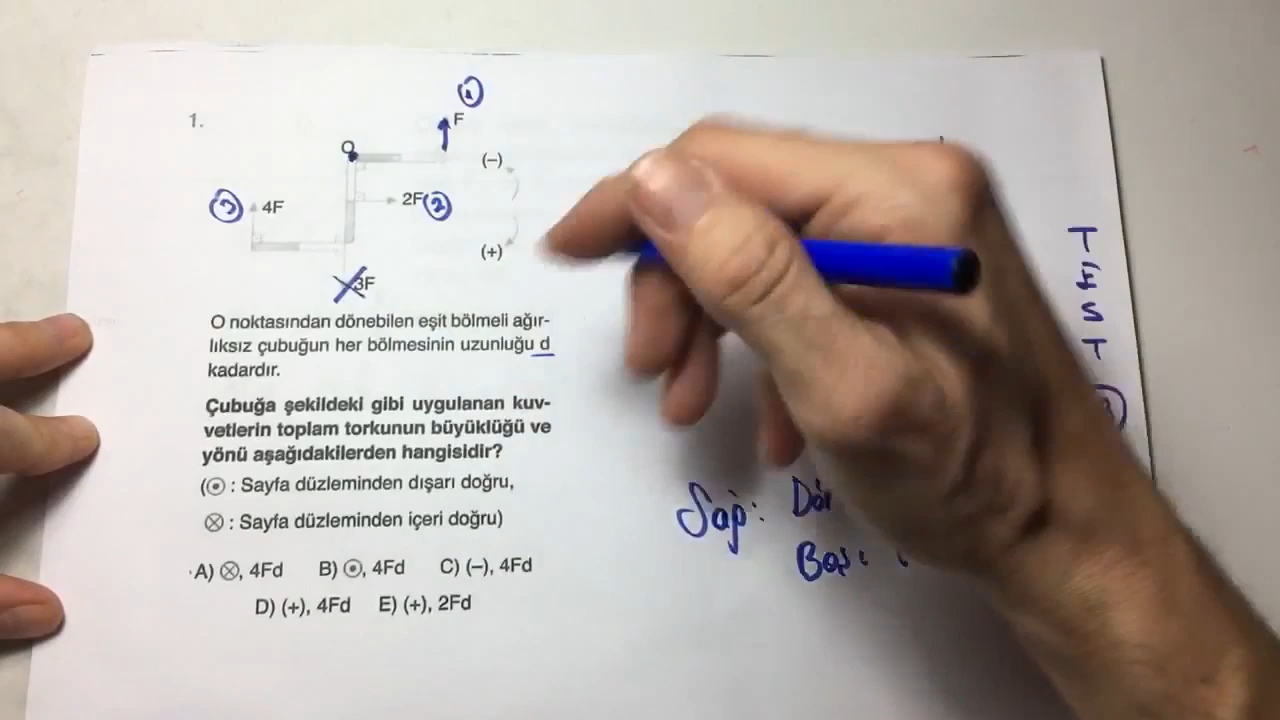 1.
①
F
O
(–)
③ 4F
2F ②
(+)
3F
O noktasından dönebilen eşit bölmeli ağır-
lıksız çubuğun her bölmesinin uzunluğu d
kadardır.
Çubuğa şekildeki gibi uygulanan kuv-
vetlerin toplam torkunun büyüklüğü ve
yönü aşağıdakilerden hangisidir?
(⊙ : Sayfa düzleminden dışarı doğru,
⊗ : Sayfa düzleminden içeri doğru)
A) ⊗, 4Fd B) ⊙, 4Fd C) (–), 4Fd
D) (+), 4Fd E) (+), 2Fd
TEST
Sağ: